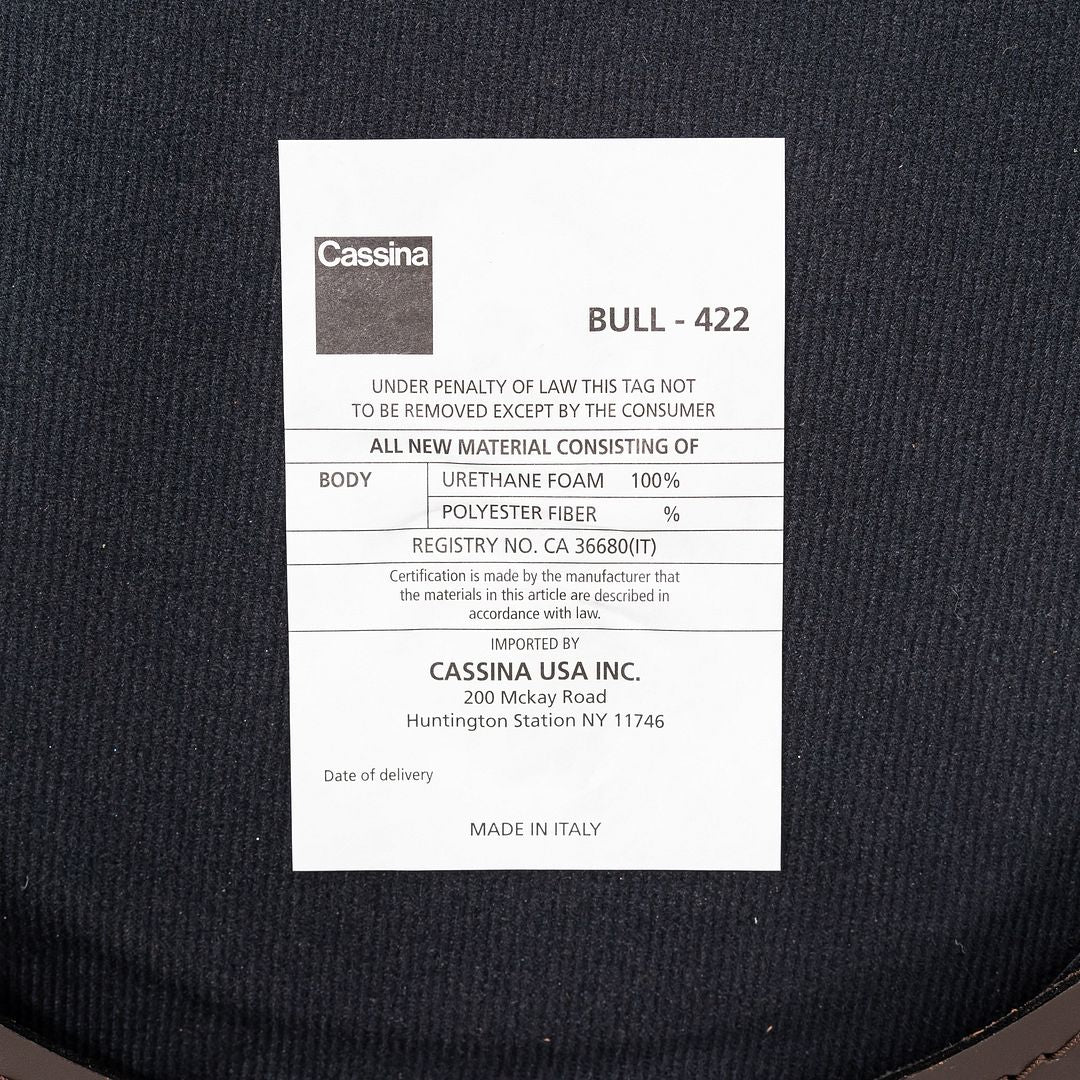 Cassina
BULL - 422
UNDER PENALTY OF LAW THIS TAG NOT
TO BE REMOVED EXCEPT BY THE CONSUMER
ALL NEW MATERIAL CONSISTING OF
BODY URETHANE FOAM 100%
POLYESTER FIBER %
REGISTRY NO. CA 36680(IT)
Certification is made by the manufacturer that
the materials in this article are described in
accordance with law.
IMPORTED BY
CASSINA USA INC.
200 Mckay Road
Huntington Station NY 11746
Date of delivery
MADE IN ITALY